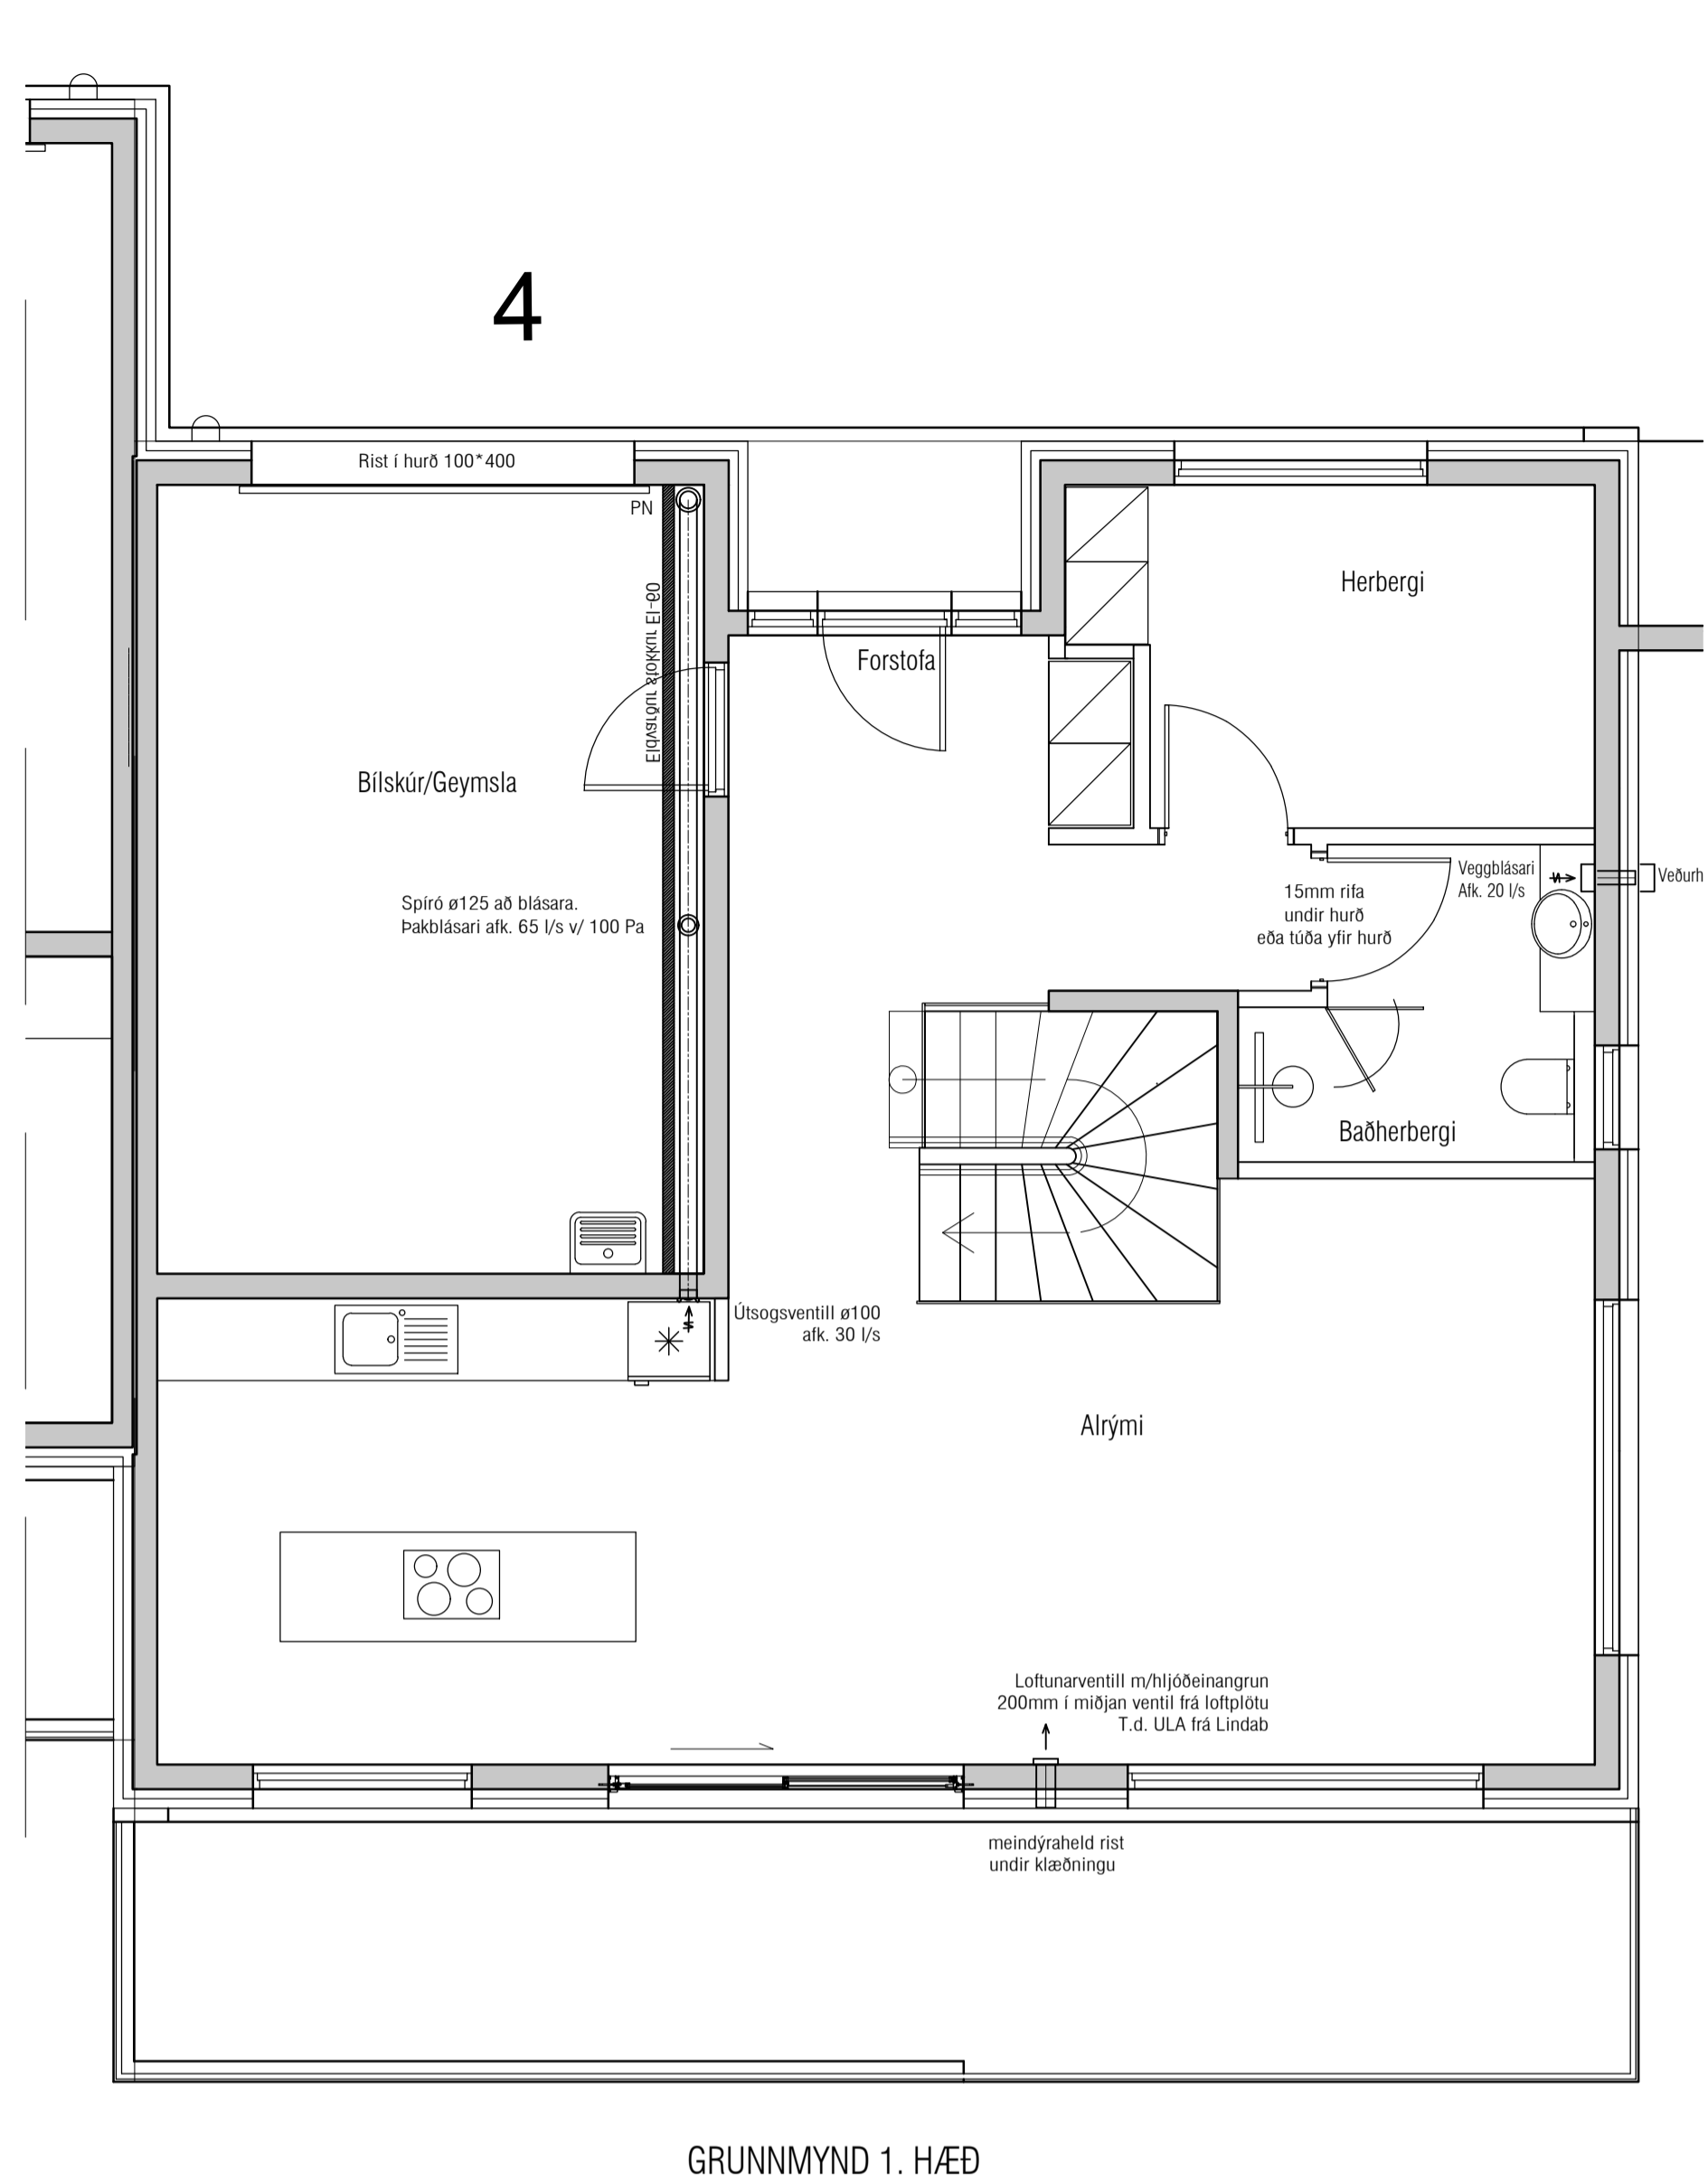 4
Rist í hurð 100*400
PN
Eldvarður stokkur EI-60
Herbergi
Forstofa
Bílskúr/Geymsla
Veggblásari
Afk. 20 l/s
Veðurh
15mm rifa
undir hurð
eða túða yfir hurð
Spíró ø125 að blásara.
Þakblásari afk. 65 l/s v/ 100 Pa
Baðherbergi
Útsogsventill ø100
afk. 30 l/s
Alrými
Loftunarventill m/hljóðeinangrun
200mm í miðjan ventil frá loftplötu
T.d. ULA frá Lindab
meindýraheld rist
undir klæðningu
GRUNNMYND 1. HÆÐ